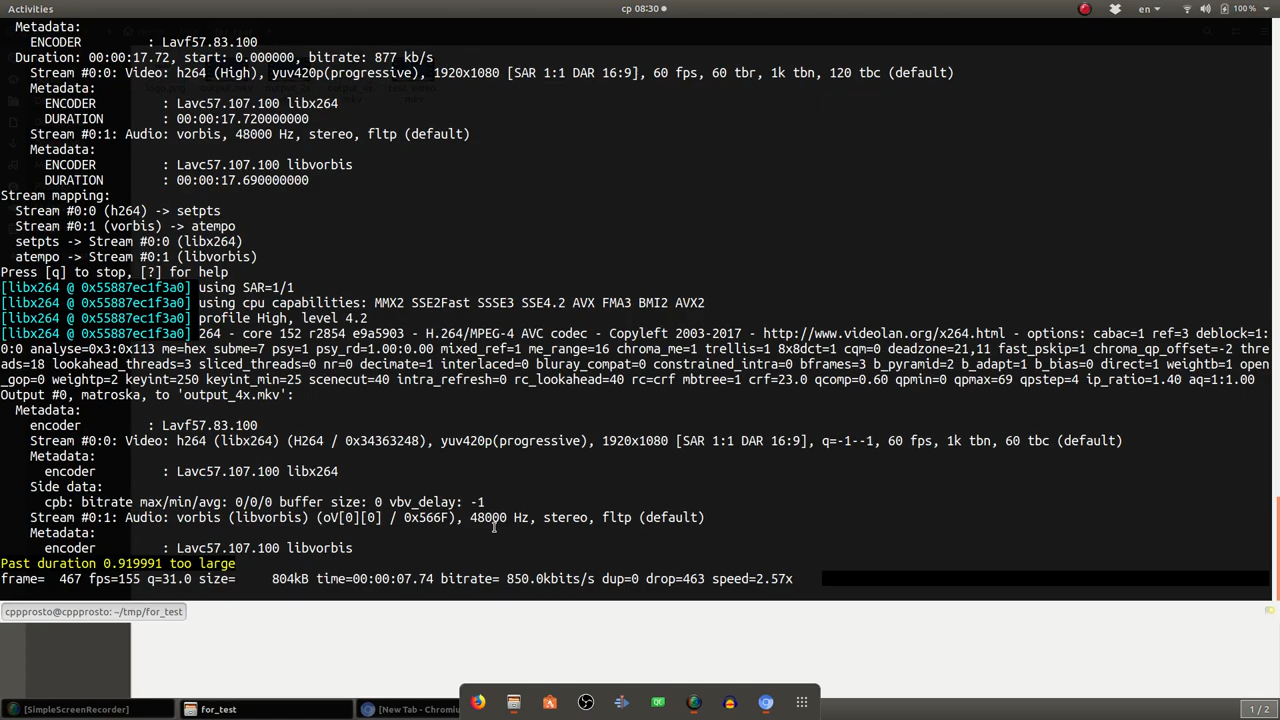 Activities
ср 08:30
en
100 %
Metadata:
ENCODER : Lavf57.83.100
Duration: 00:00:17.72, start: 0.000000, bitrate: 877 kb/s
Stream #0:0: Video: h264 (High), yuv420p(progressive), 1920x1080 [SAR 1:1 DAR 16:9], 60 fps, 60 tbr, 1k tbn, 120 tbc (default)
Metadata:
ENCODER : Lavc57.107.100 libx264
DURATION : 00:00:17.720000000
Stream #0:1: Audio: vorbis, 48000 Hz, stereo, fltp (default)
Metadata:
ENCODER : Lavc57.107.100 libvorbis
DURATION : 00:00:17.690000000
Stream mapping:
Stream #0:0 (h264) -> setpts
Stream #0:1 (vorbis) -> atempo
setpts -> Stream #0:0 (libx264)
atempo -> Stream #0:1 (libvorbis)
Press [q] to stop, [?] for help
[libx264 @ 0x55887ec1f3a0] using SAR=1/1
[libx264 @ 0x55887ec1f3a0] using cpu capabilities: MMX2 SSE2Fast SSSE3 SSE4.2 AVX FMA3 BMI2 AVX2
[libx264 @ 0x55887ec1f3a0] profile High, level 4.2
[libx264 @ 0x55887ec1f3a0] 264 - core 152 r2854 e9a5903 - H.264/MPEG-4 AVC codec - Copyleft 2003-2017 - http://www.videolan.org/x264.html - options: cabac=1 ref=3 deblock=1:
0:0 analyse=0x3:0x113 me=hex subme=7 psy=1 psy_rd=1.00:0.00 mixed_ref=1 me_range=16 chroma_me=1 trellis=1 8x8dct=1 cqm=0 deadzone=21,11 fast_pskip=1 chroma_qp_offset=-2 thre
ads=18 lookahead_threads=3 sliced_threads=0 nr=0 decimate=1 interlaced=0 bluray_compat=0 constrained_intra=0 bframes=3 b_pyramid=2 b_adapt=1 b_bias=0 direct=1 weightb=1 open
_gop=0 weightp=2 keyint=250 keyint_min=25 scenecut=40 intra_refresh=0 rc_lookahead=40 rc=crf mbtree=1 crf=23.0 qcomp=0.60 qpmin=0 qpmax=69 qpstep=4 ip_ratio=1.40 aq=1:1.00
Output #0, matroska, to 'output_4x.mkv':
Metadata:
encoder : Lavf57.83.100
Stream #0:0: Video: h264 (libx264) (H264 / 0x34363248), yuv420p(progressive), 1920x1080 [SAR 1:1 DAR 16:9], q=-1--1, 60 fps, 1k tbn, 60 tbc (default)
Metadata:
encoder : Lavc57.107.100 libx264
Side data:
cpb: bitrate max/min/avg: 0/0/0 buffer size: 0 vbv_delay: -1
Stream #0:1: Audio: vorbis (libvorbis) (oV[0][0] / 0x566F), 48000 Hz, stereo, fltp (default)
Metadata:
encoder : Lavc57.107.100 libvorbis
Past duration 0.919991 too large
frame= 467 fps=155 q=31.0 size= 804kB time=00:00:07.74 bitrate= 850.0kbits/s dup=0 drop=463 speed=2.57x
cppprosto@cppprosto: ~/tmp/for_test
[SimpleScreenRecorder]
for_test
[New Tab - Chromiu
1 / 2